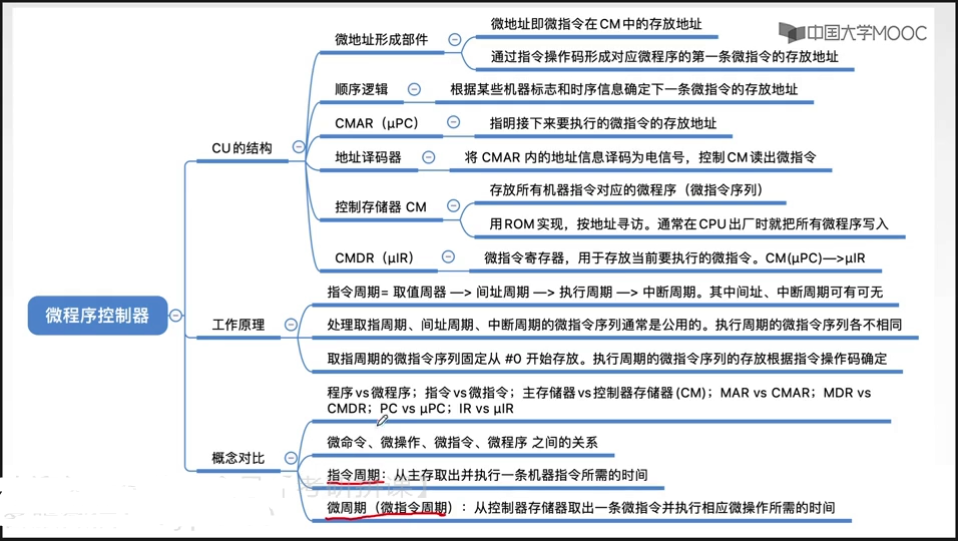 中国大学MOOC
微程序控制器
CU的结构
微地址形成部件
微地址即微指令在CM中的存放地址
通过指令操作码形成对应微程序的第一条微指令的存放地址
顺序逻辑
根据某些机器标志和时序信息确定下一条微指令的存放地址
CMAR（μPC）
指明接下来要执行的微指令的存放地址
地址译码器
将 CMAR 内的地址信息译码为电信号，控制CM读出微指令
控制存储器 CM
存放所有机器指令对应的微程序（微指令序列）
用ROM实现，按地址寻访。通常在CPU出厂时就把所有微程序写入
CMDR（μIR）
微指令寄存器，用于存放当前要执行的微指令。CM(μPC)—>μIR
工作原理
指令周期= 取值周器 —> 间址周期 —> 执行周期 —> 中断周期。其中间址、中断周期可有可无
处理取指周期、间址周期、中断周期的微指令序列通常是公用的。执行周期的微指令序列各不相同
取指周期的微指令序列固定从 #0 开始存放。执行周期的微指令序列的存放根据指令操作码确定
概念对比
程序vs微程序；指令vs微指令；主存储器vs控制器存储器(CM)；MAR vs CMAR；MDR vs
CMDR；PC vs μPC；IR vs μIR
微命令、微操作、微指令、微程序 之间的关系
指令周期：从主存取出并执行一条机器指令所需的时间
微周期（微指令周期）：从控制器存储器取出一条微指令并执行相应微操作所需的时间